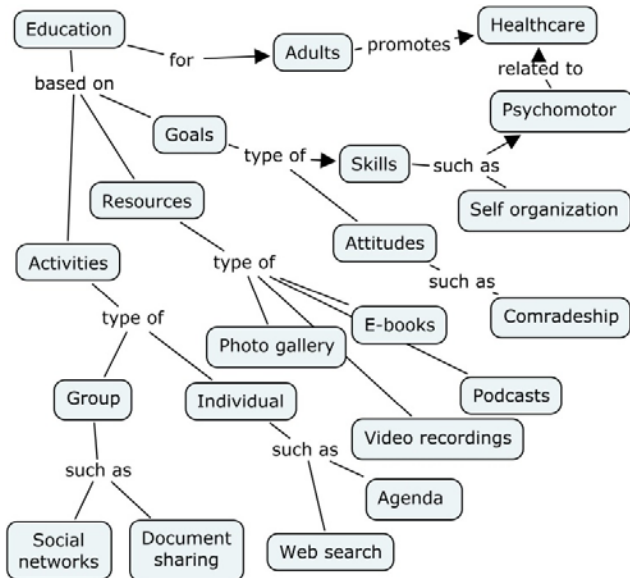 Education
for
Adults
promotes
Healthcare
based on
related to
Goals
type of
Skills
such as
Psychomotor
Resources
Self organization
Attitudes
Activities
type of
such as
Comradeship
type of
E-books
Photo gallery
Group
Individual
Podcasts
Video recordings
such as
such as
Agenda
Social
networks
Document
sharing
Web search